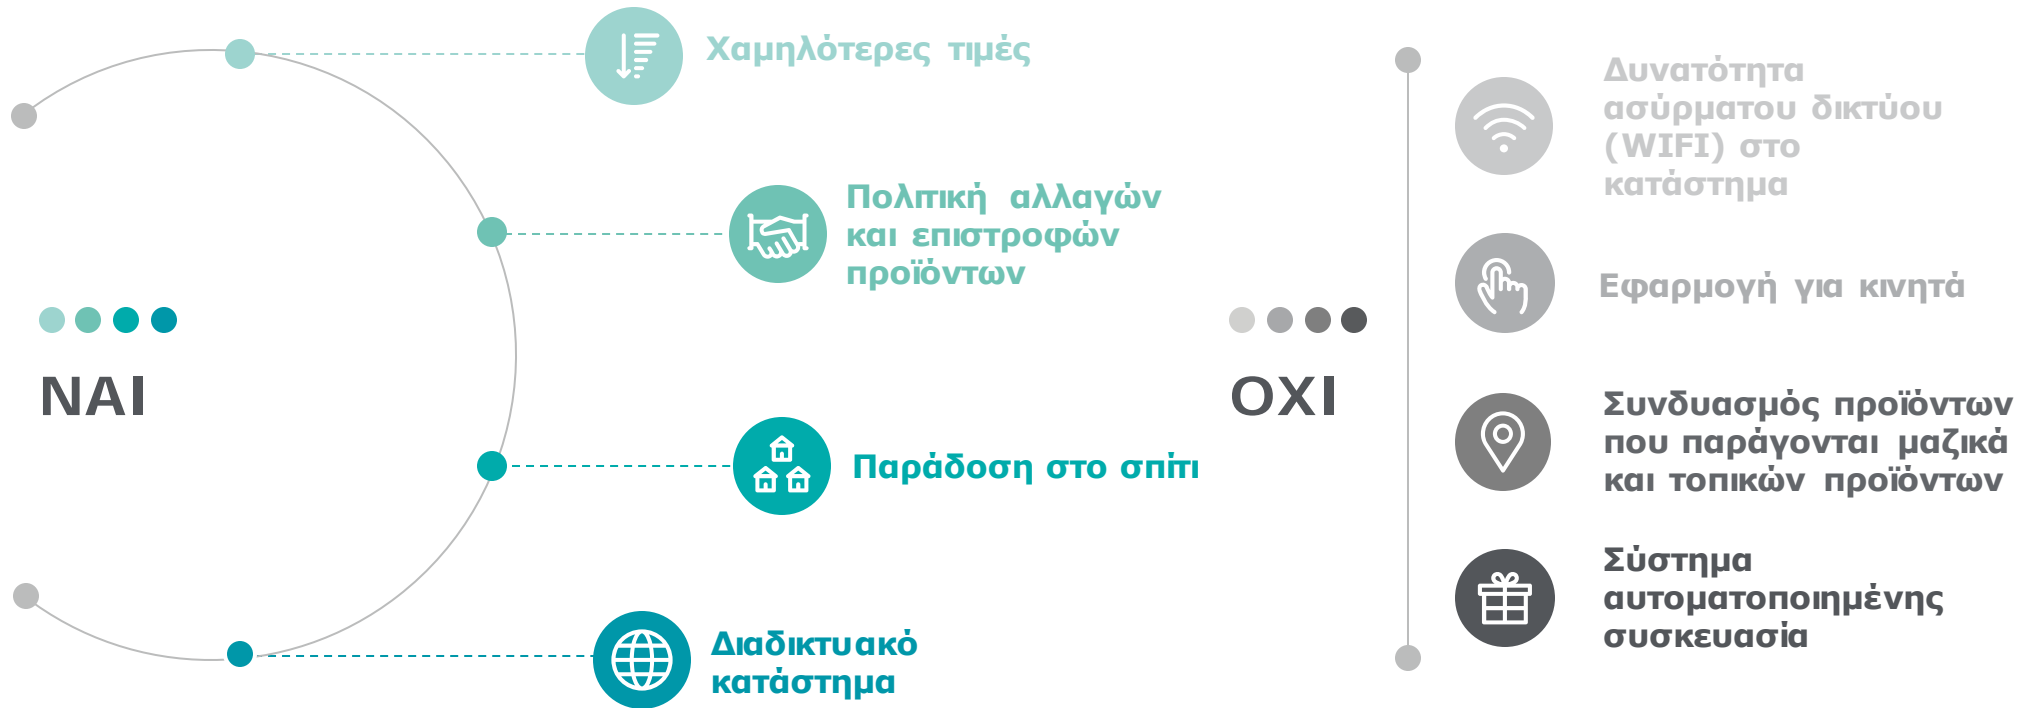 Χαμηλότερες τιμές
Πολιτική αλλαγών
και επιστροφών
προϊόντων
ΝΑΙ
Παράδοση στο σπίτι
Διαδικτυακό
κατάστημα
ΟΧΙ
Δυνατότητα
ασύρματου δικτύου
(WIFI) στο
κατάστημα
Εφαρμογή για κινητά
Συνδυασμός προϊόντων
που παράγονται μαζικά
και τοπικών προϊόντων
Σύστημα
αυτοματοποιημένης
συσκευασία